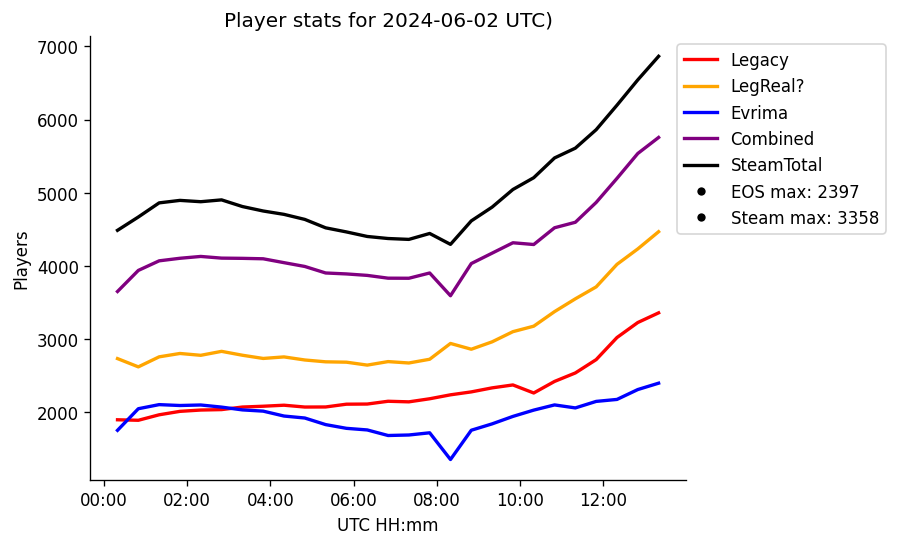 Player stats for 2024-06-02 UTC)
7000
6000
5000
4000
3000
2000
Players
00:00 02:00 04:00 06:00 08:00 10:00 12:00
UTC HH:mm
Legacy
LegReal?
Evrima
Combined
SteamTotal
EOS max: 2397
Steam max: 3358